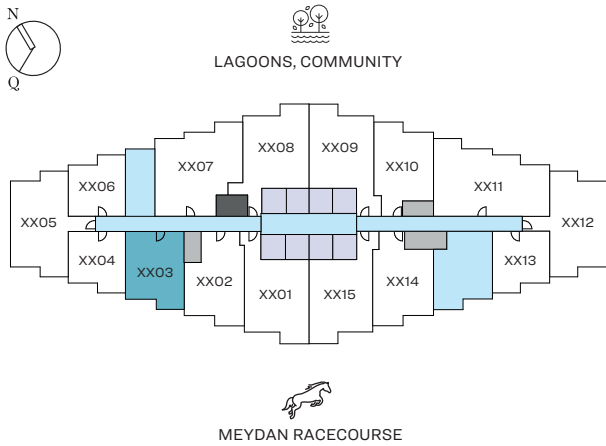 N
Q
LAGOONS, COMMUNITY
XX08 XX09
XX07 XX10
XX06 XX11
XX05 XX12
XX04 XX03 XX02 XX01 XX15 XX14 XX13
MEYDAN RACECOURSE